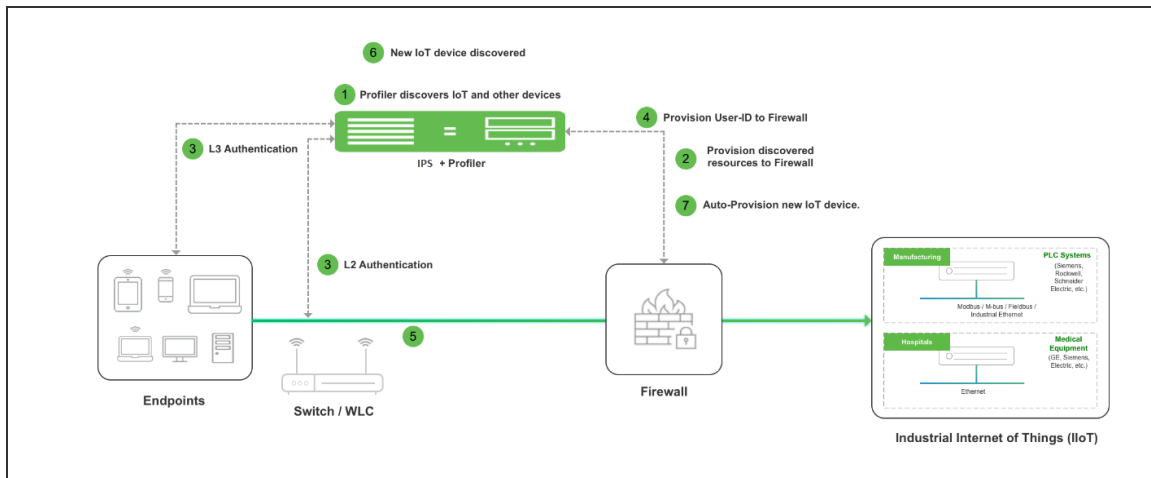 6 New IoT device discovered
1 Profiler discovers IoT and other devices
IPS + Profiler
4 Provision User-ID to Firewall
2 Provision discovered
resources to Firewall
7 Auto-Provision new IoT device.
3 L3 Authentication
3 L2 Authentication
5
Endpoints
Switch / WLC
Firewall
Manufacturing
PLC Systems
(Siemens,
Rockwell,
Schneider
Electric, etc.)
Modbus / M-bus / Fieldbus /
Industrial Ethernet
Hospitals
Medical
Equipment
(GE, Siemens,
Electric, etc.)
Ethernet
Industrial Internet of Things (IIoT)